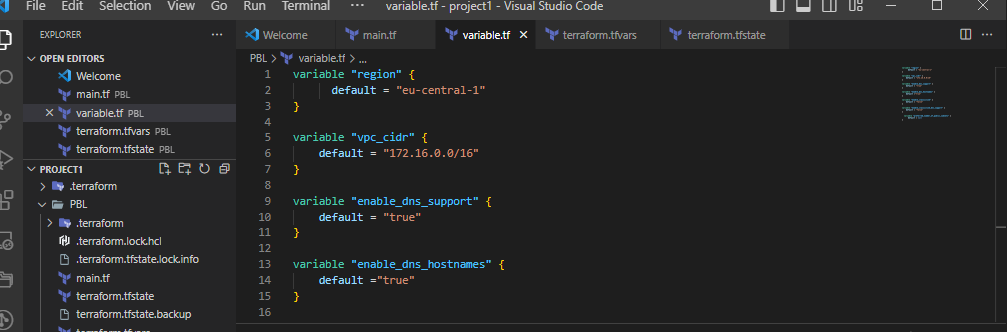 File Edit Selection View Go Run Terminal ... variable.tf - project1 - Visual Studio Code
EXPLORER ...
OPEN EDITORS
Welcome
main.tf PBL
variable.tf PBL
terraform.tfvars PBL
terraform.tfstate PBL
PROJECT1
.terraform
PBL
.terraform
.terraform.lock.hcl
.terraform.tfstate.lock.info
main.tf
terraform.tfstate
terraform.tfstate.backup
terraform.tfvars
Welcome main.tf variable.tf terraform.tfvars terraform.tfstate
PBL > variable.tf > ...
1 variable "region" {
2 default = "eu-central-1"
3 }
4
5 variable "vpc_cidr" {
6 default = "172.16.0.0/16"
7 }
8
9 variable "enable_dns_support" {
10 default = "true"
11 }
12
13 variable "enable_dns_hostnames" {
14 default ="true"
15 }
16